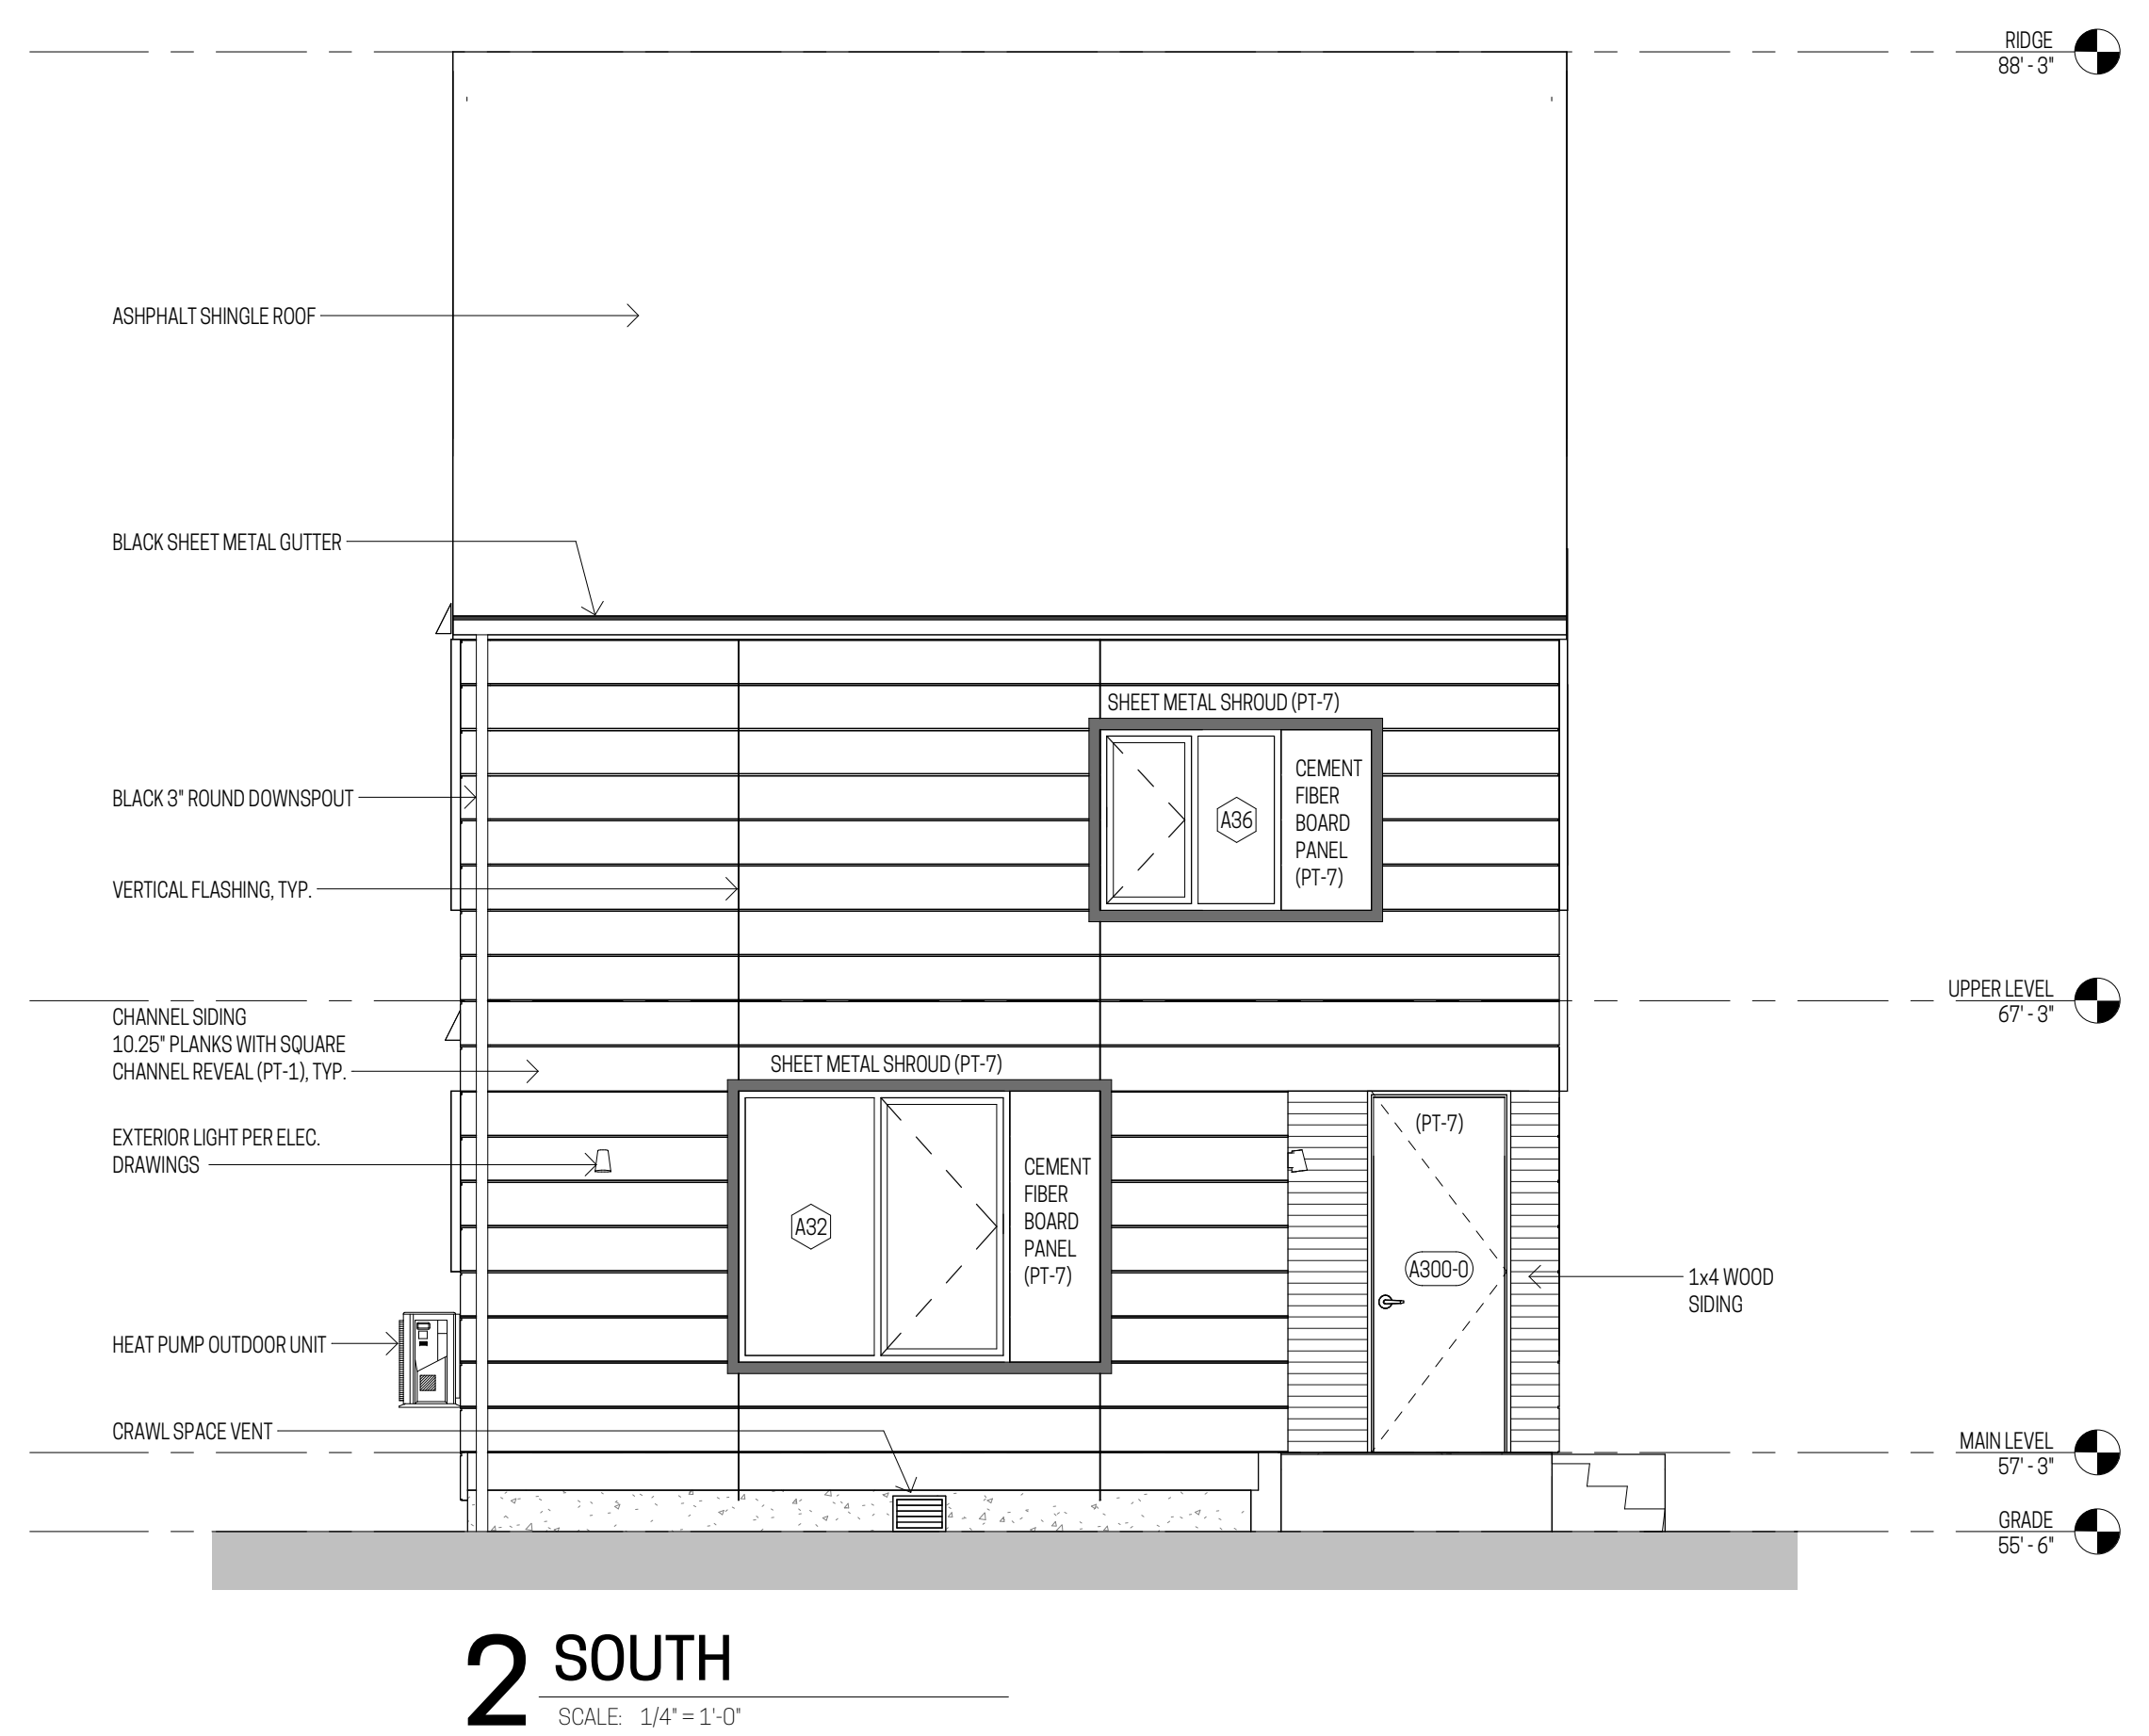 RIDGE
88' - 3"
ASHPHALT SHINGLE ROOF
BLACK SHEET METAL GUTTER
SHEET METAL SHROUD (PT-7)
CEMENT
FIBER
BOARD
PANEL
(PT-7)
A36
BLACK 3" ROUND DOWNSPOUT
VERTICAL FLASHING, TYP.
UPPER LEVEL
67' - 3"
CHANNEL SIDING
10.25" PLANKS WITH SQUARE
CHANNEL REVEAL (PT-1), TYP.
SHEET METAL SHROUD (PT-7)
(PT-7)
EXTERIOR LIGHT PER ELEC.
DRAWINGS
CEMENT
FIBER
BOARD
PANEL
(PT-7)
A32
A300-0
1x4 WOOD
SIDING
HEAT PUMP OUTDOOR UNIT
CRAWL SPACE VENT
MAIN LEVEL
57' - 3"
GRADE
55' - 6"
2 SOUTH
SCALE: 1/4" = 1'-0"